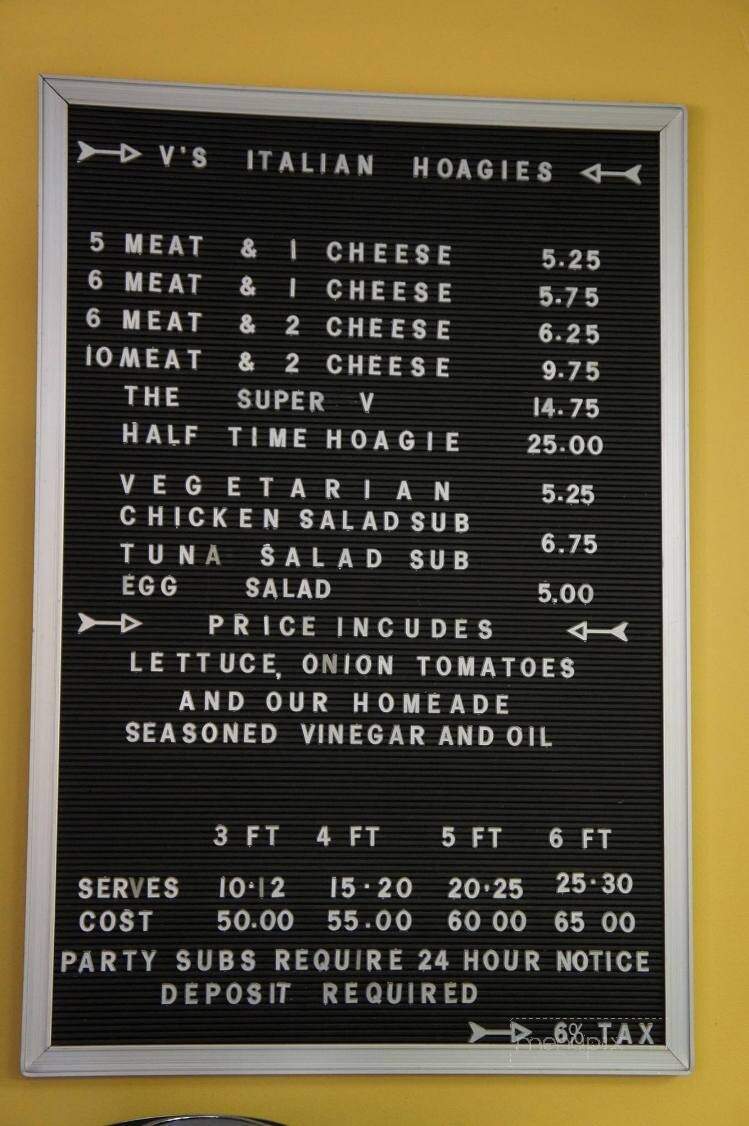 V'S ITALIAN HOAGIES
5 MEAT & 1 CHEESE 5.25
6 MEAT & 1 CHEESE 5.75
6 MEAT & 2 CHEESE 6.25
10 MEAT & 2 CHEESE 9.75
THE SUPER V 14.75
HALF TIME HOAGIE 25.00
VEGETARIAN 5.25
CHICKEN SALAD SUB
6.75
TUNA SALAD SUB
EGG SALAD 5.00
PRICE INCUDES
LETTUCE, ONION TOMATOES
AND OUR HOMEADE
SEASONED VINEGAR AND OIL
3 FT 4 FT 5 FT 6 FT
SERVES 10·12 15·20 20·25 25·30
COST 50.00 55.00 60 00 65 00
PARTY SUBS REQUIRE 24 HOUR NOTICE
DEPOSIT REQUIRED
6% TAX
menupix